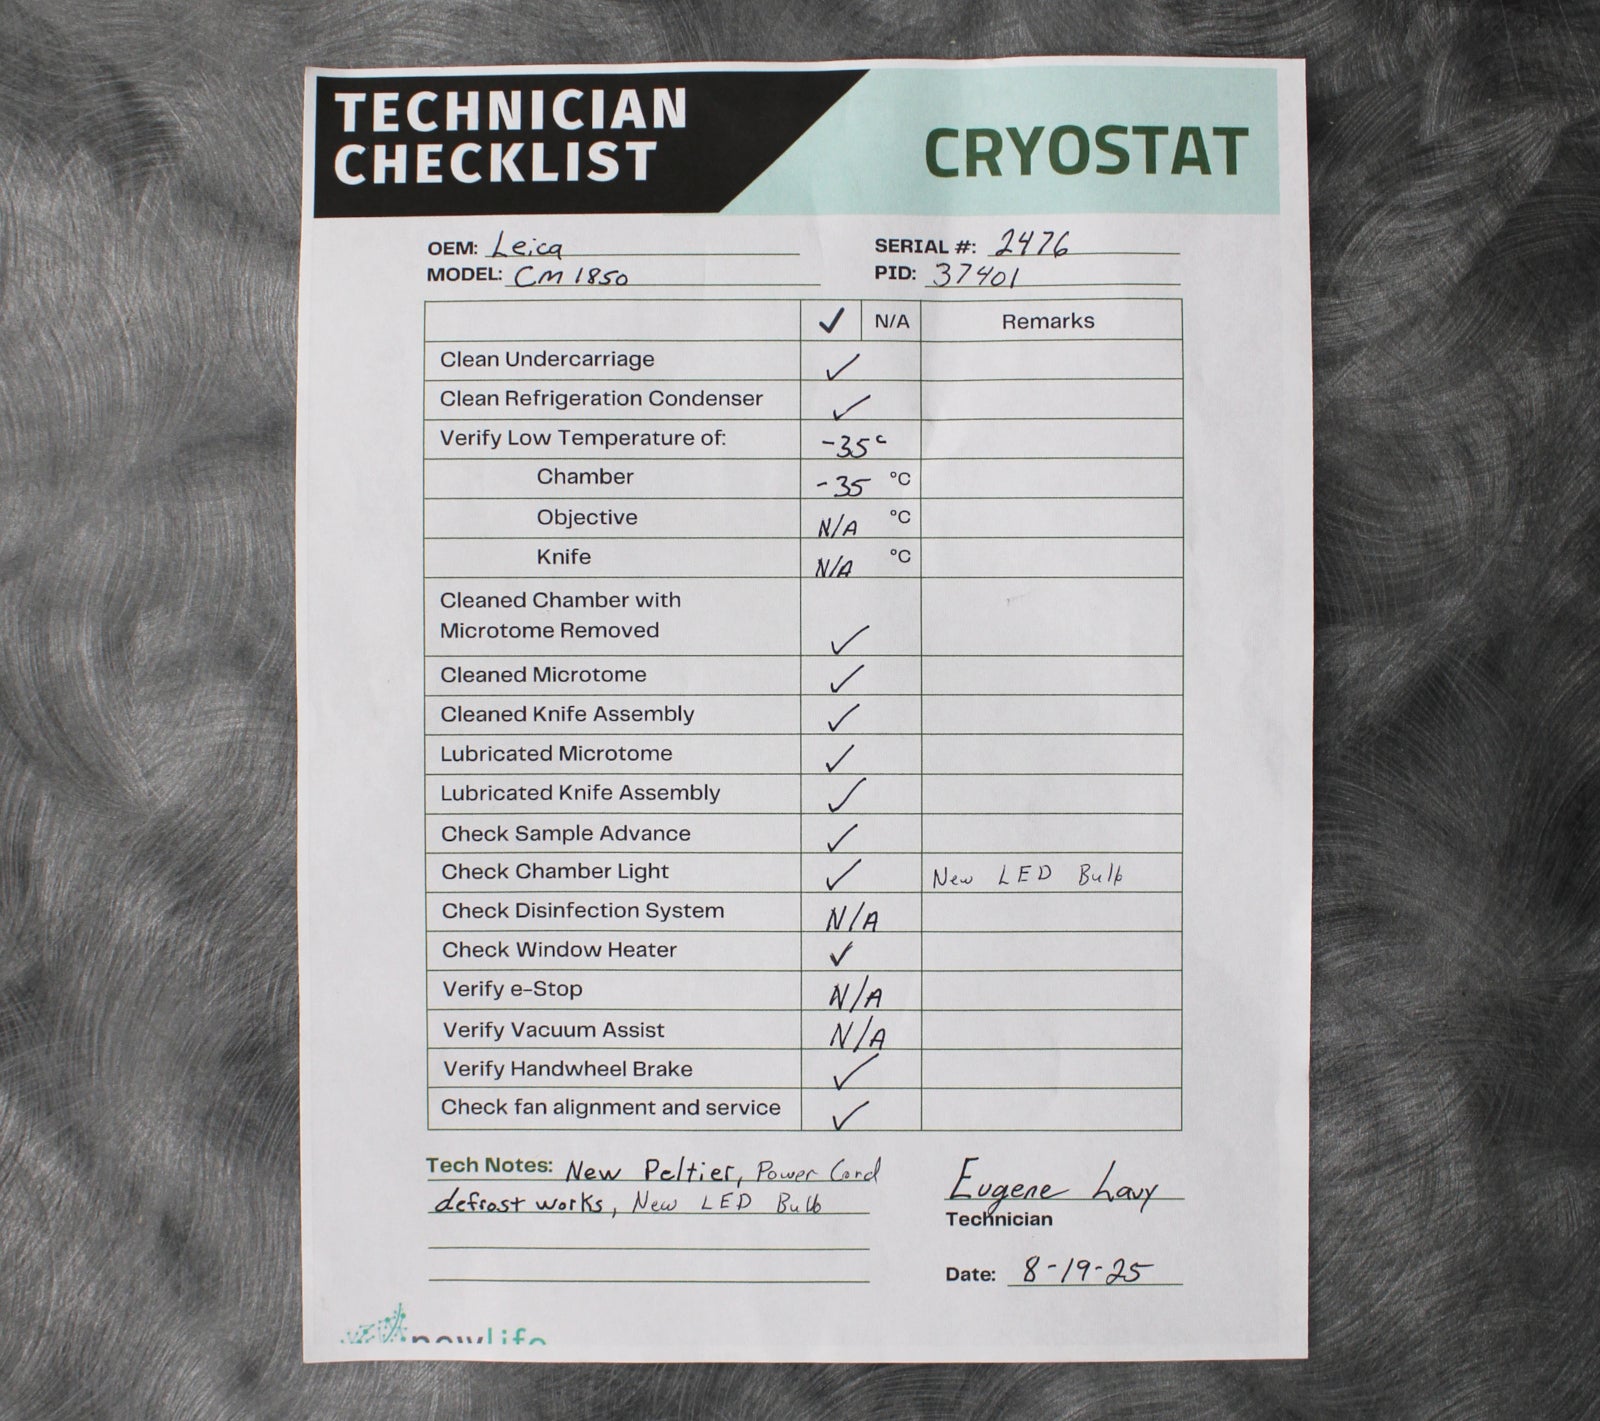 TECHNICIAN
CHECKLIST
CRYOSTAT
OEM: Leica
SERIAL #: 2476
MODEL: CM 1850
PID: 37401
✓ N/A Remarks
Clean Undercarriage ✓
Clean Refrigeration Condenser ✓
Verify Low Temperature of: -35c
Chamber -35 °C
Objective N/A °C
Knife N/A °C
Cleaned Chamber with
Microtome Removed ✓
Cleaned Microtome ✓
Cleaned Knife Assembly ✓
Lubricated Microtome ✓
Lubricated Knife Assembly ✓
Check Sample Advance ✓
Check Chamber Light ✓ New LED Bulb
Check Disinfection System N/A
Check Window Heater ✓
Verify e-Stop N/A
Verify Vacuum Assist N/A
Verify Handwheel Brake ✓
Check fan alignment and service ✓
Tech Notes: New Peltier, Power Cord
defrost works, New LED Bulb
Eugene Lavy
Technician
Date: 8-19-25
newlife